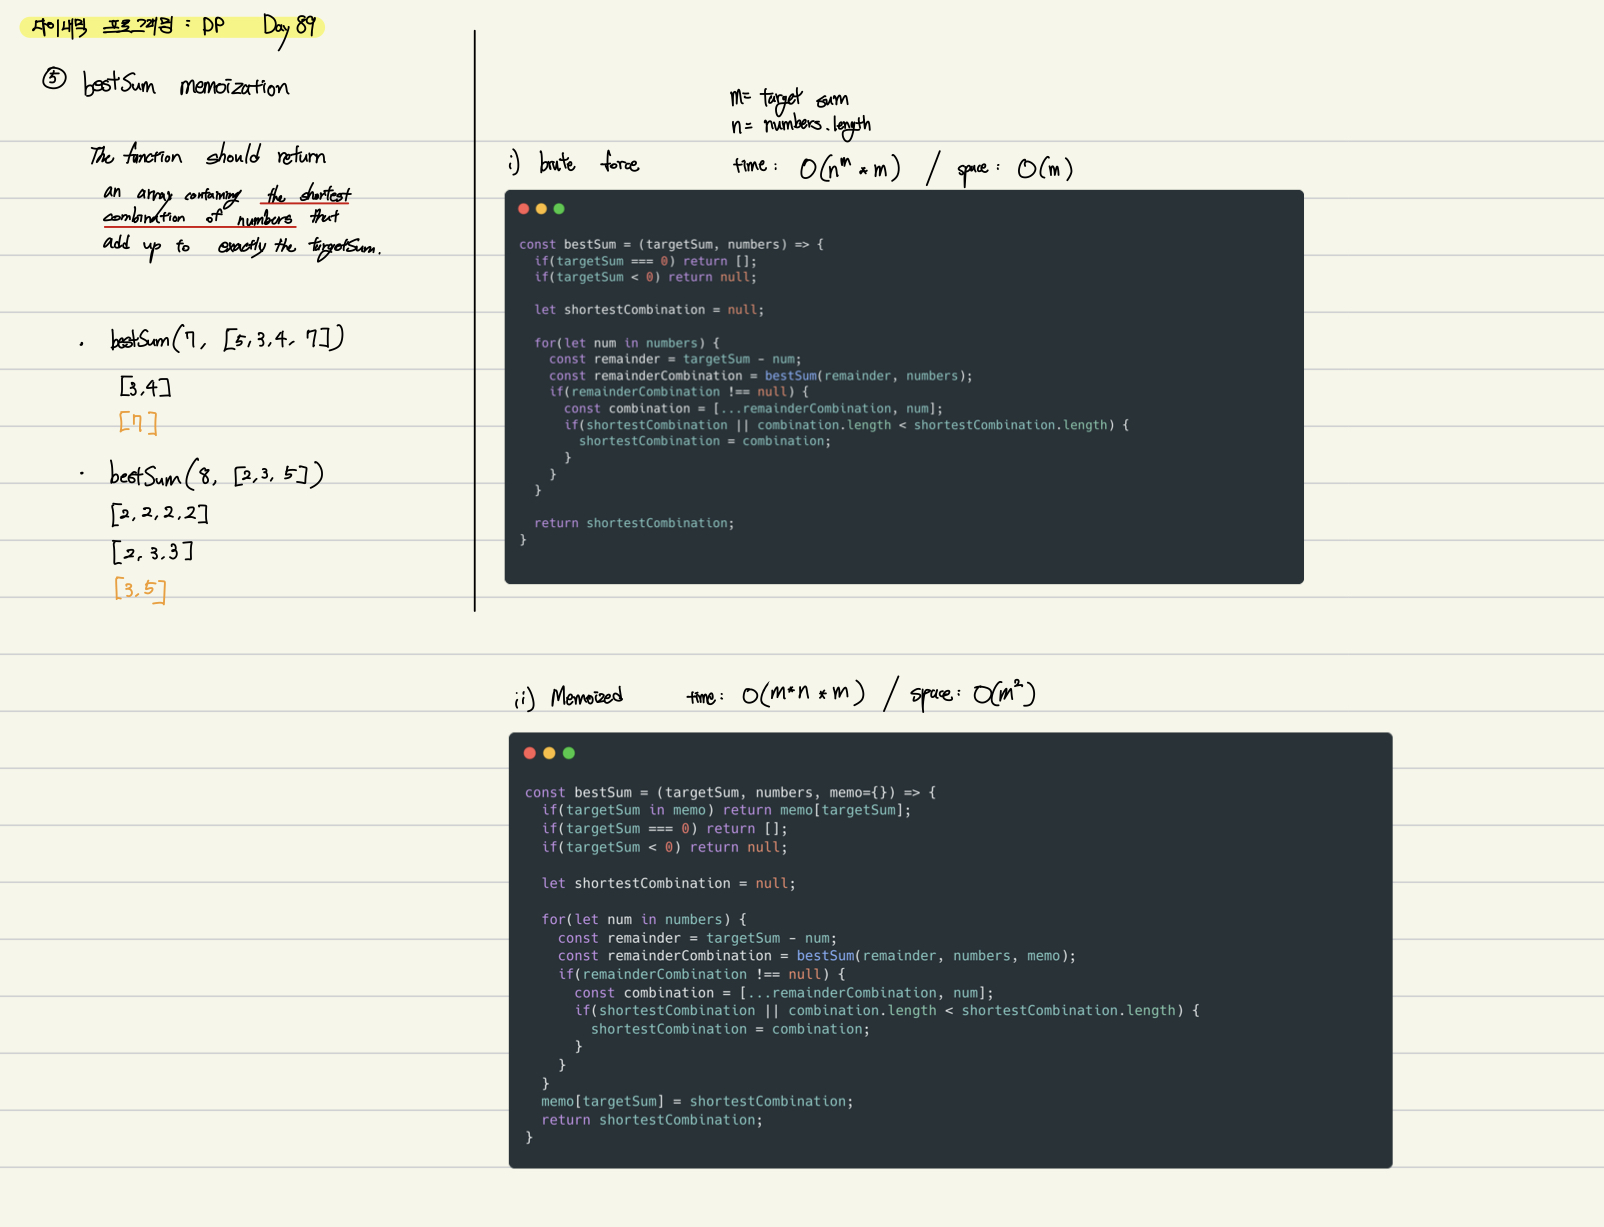 다이내믹 프로그래밍 : DP Day 89
⑤ bestSum memoization
The function should return
an array containing the shortest
combination of numbers that
add up to exactly the targetSum.
· bestSum(7, [5,3,4,7])
[3,4]
[7]
· bestSum(8, [2,3,5])
[2,2,2,2]
[2,3,3]
[3,5]
m= target sum
n= numbers.length
i) brute force time: O(n^m * m) / space: O(m)
const bestSum = (targetSum, numbers) => {
  if(targetSum === 0) return [];
  if(targetSum < 0) return null;
  let shortestCombination = null;
  for(let num in numbers) {
    const remainder = targetSum - num;
    const remainderCombination = bestSum(remainder, numbers);
    if(remainderCombination !== null) {
      const combination = [...remainderCombination, num];
      if(shortestCombination || combination.length < shortestCombination.length) {
        shortestCombination = combination;
      }
    }
  }
  return shortestCombination;
}
ii) Memoized time: O(m*n * m) / space: O(m²)
const bestSum = (targetSum, numbers, memo={}) => {
  if(targetSum in memo) return memo[targetSum];
  if(targetSum === 0) return [];
  if(targetSum < 0) return null;
  let shortestCombination = null;
  for(let num in numbers) {
    const remainder = targetSum - num;
    const remainderCombination = bestSum(remainder, numbers, memo);
    if(remainderCombination !== null) {
      const combination = [...remainderCombination, num];
      if(shortestCombination || combination.length < shortestCombination.length) {
        shortestCombination = combination;
      }
    }
  }
  memo[targetSum] = shortestCombination;
  return shortestCombination;
}